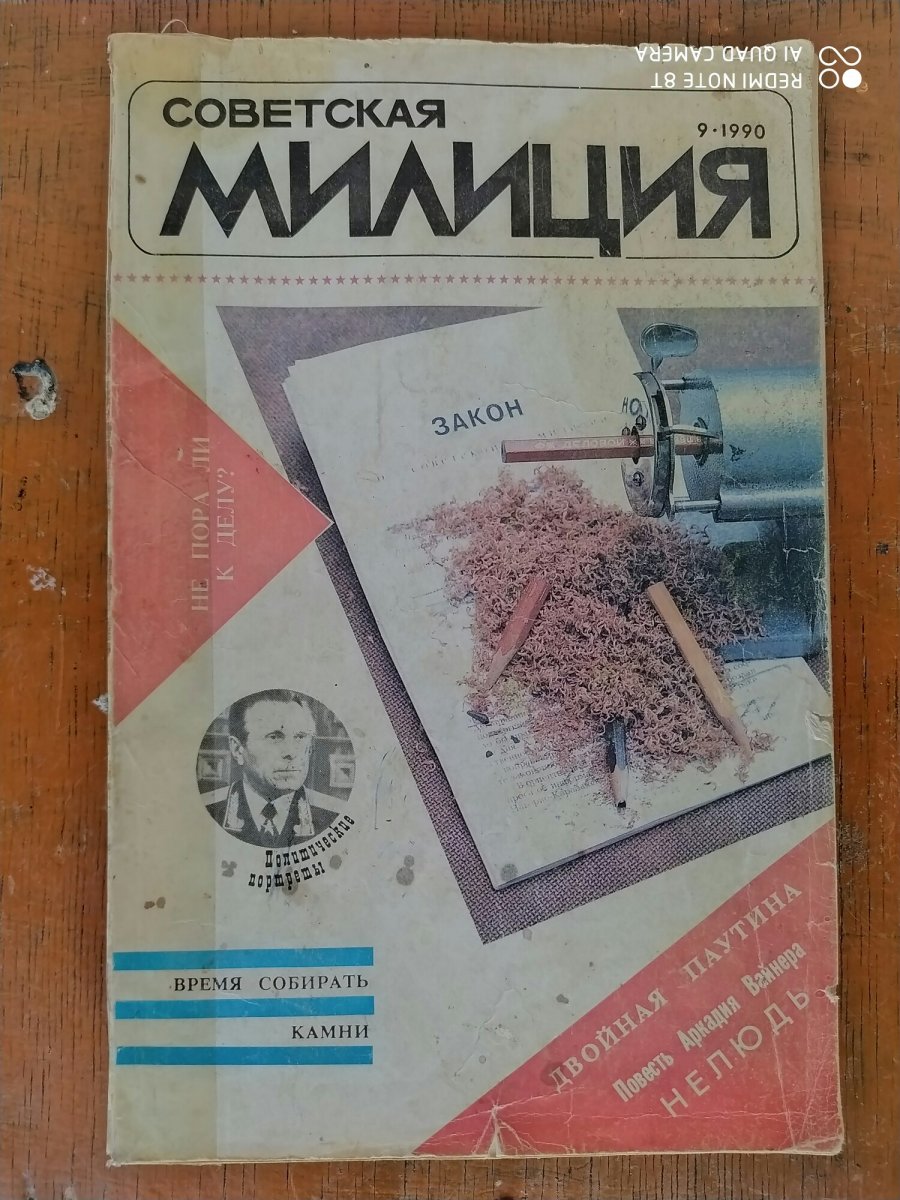 REDMI NOTE 8T
AI QUAD CAMERA
СОВЕТСКАЯ
9·1990
МИЛИЦИЯ
ЗАКОН
НЕ ПОРА ЛИ
К ДЕЛУ?
Политические
портреты
ВРЕМЯ СОБИРАТЬ
КАМНИ
ДВОЙНАЯ ПАУТИНА
Повесть Аркадия Вайнера
НЕЛЮДЬ